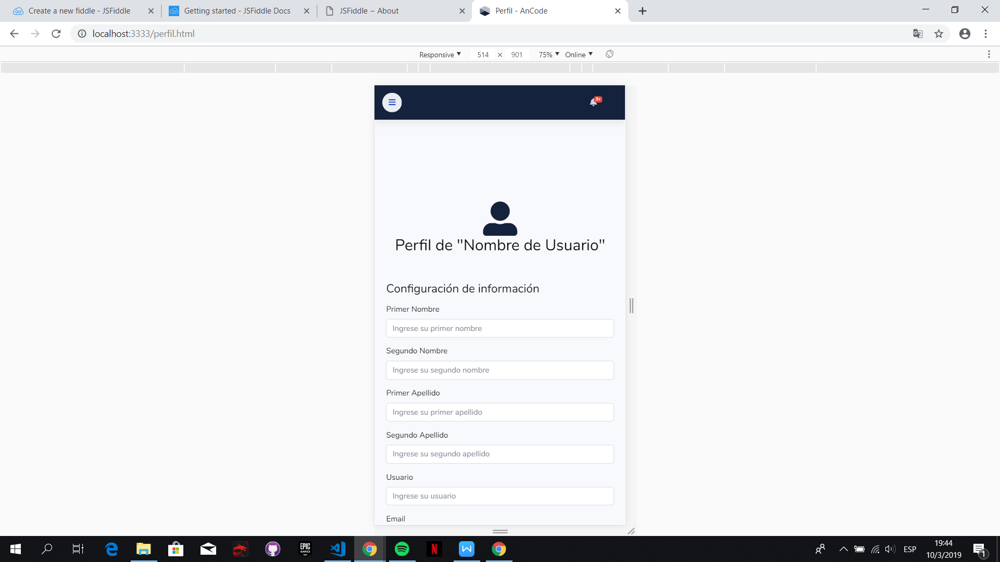 Create a new fiddle - JSFiddle
Getting started - JSFiddle Docs
JSFiddle – About
Perfil - AnCode
localhost:3333/perfil.html
Responsive 514 × 901 75% Online
3+
Perfil de "Nombre de Usuario"
Configuración de información
Primer Nombre
Ingrese su primer nombre
Segundo Nombre
Ingrese su segundo nombre
Primer Apellido
Ingrese su primer apellido
Segundo Apellido
Ingrese su segundo apellido
Usuario
Ingrese su usuario
Email
EPIC
GAMES
N
W
ESP
19:44
10/3/2019
1